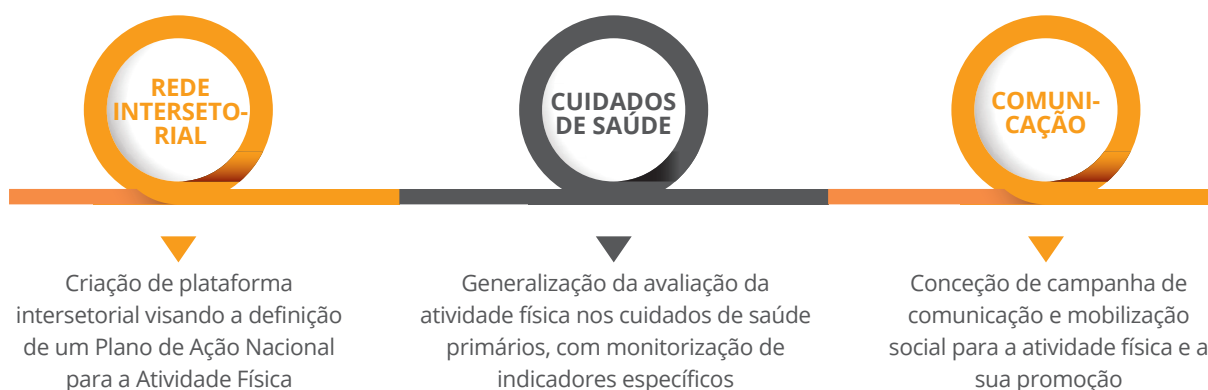 REDE
INTERSETO-
RIAL
Criação de plataforma
intersetorial visando a definição
de um Plano de Ação Nacional
para a Atividade Física
CUIDADOS
DE SAÚDE
Generalização da avaliação da
atividade física nos cuidados de saúde
primários, com monitorização de
indicadores específicos
COMUNI-
CAÇÃO
Conceção de campanha de
comunicação e mobilização
social para a atividade física e a
sua promoção